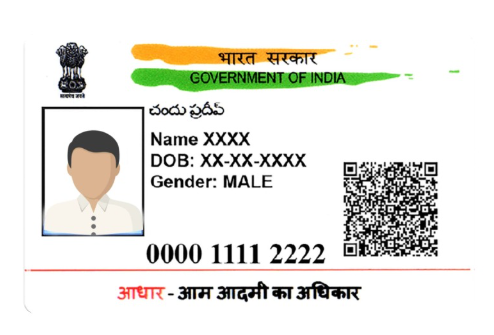 भारत सरकार
GOVERNMENT OF INDIA
सत्यमेव जयते
చందు ప్రదీప్
Name XXXX
DOB: XX-XX-XXXX
Gender: MALE
0000 1111 2222
आधार - आम आदमी का अधिकार